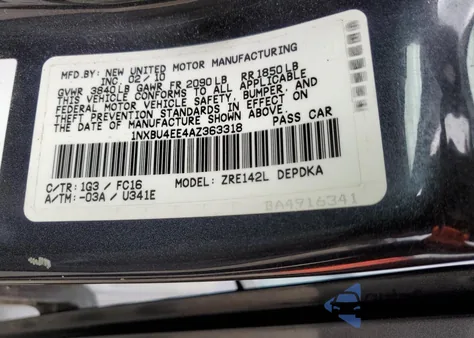 MFD.BY: NEW UNITED MOTOR MANUFACTURING
INC. 02/10
GVWR 3840LB GAWR FR 2090LB RR1850LB
THIS VEHICLE CONFORMS TO ALL APPLICABLE
FEDERAL MOTOR VEHICLE SAFETY, BUMPER, AND
THEFT PREVENTION STANDARDS IN EFFECT ON
THE DATE OF MANUFACTURE SHOWN ABOVE.
1NXBU4EE4AZ363318 PASS CAR
C/TR: 1G3 / FC16 MODEL: ZRE142L DEPDKA
A/TM: -03A / U341E
BA4916341